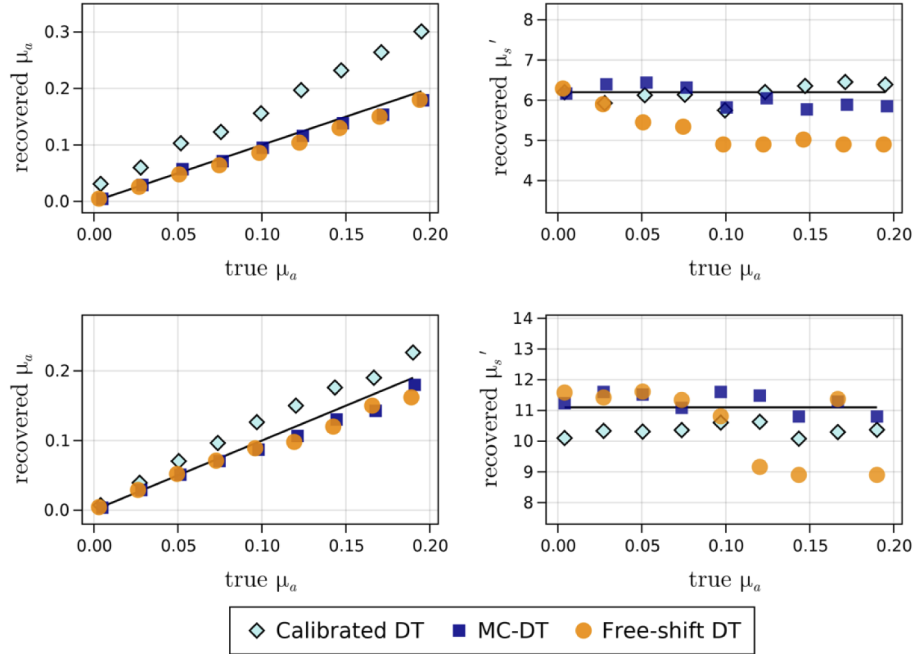 recovered μₐ
0.3
0.2
0.1
0.0
0.00 0.05 0.10 0.15 0.20
true μₐ
recovered μₛ′
8
7
6
5
4
0.00 0.05 0.10 0.15 0.20
true μₐ
recovered μₐ
0.2
0.1
0.0
0.00 0.05 0.10 0.15 0.20
true μₐ
recovered μₛ′
14
13
12
11
10
9
8
0.00 0.05 0.10 0.15 0.20
true μₐ
Calibrated DT MC-DT Free-shift DT